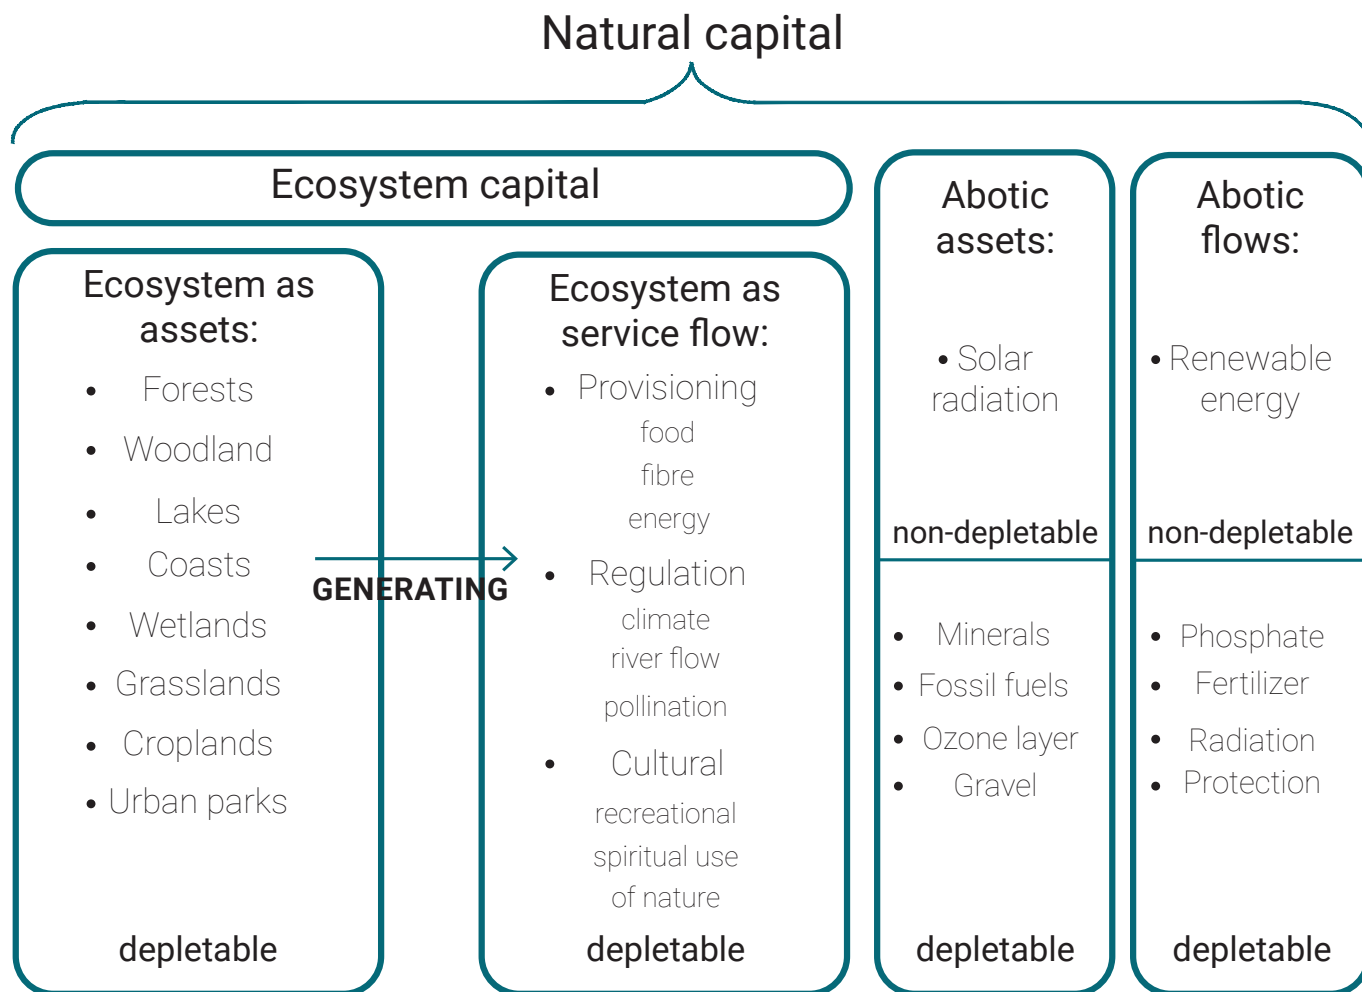 Natural capital
Ecosystem capital
Ecosystem as
assets:
• Forests
• Woodland
• Lakes
• Coasts
• Wetlands
• Grasslands
• Croplands
• Urban parks
depletable
GENERATING
Ecosystem as
service flow:
• Provisioning
food
fibre
energy
• Regulation
climate
river flow
pollination
• Cultural
recreational
spiritual use
of nature
depletable
Abotic
assets:
• Solar
radiation
non-depletable
• Minerals
• Fossil fuels
• Ozone layer
• Gravel
depletable
Abotic
flows:
• Renewable
energy
non-depletable
• Phosphate
• Fertilizer
• Radiation
• Protection
depletable